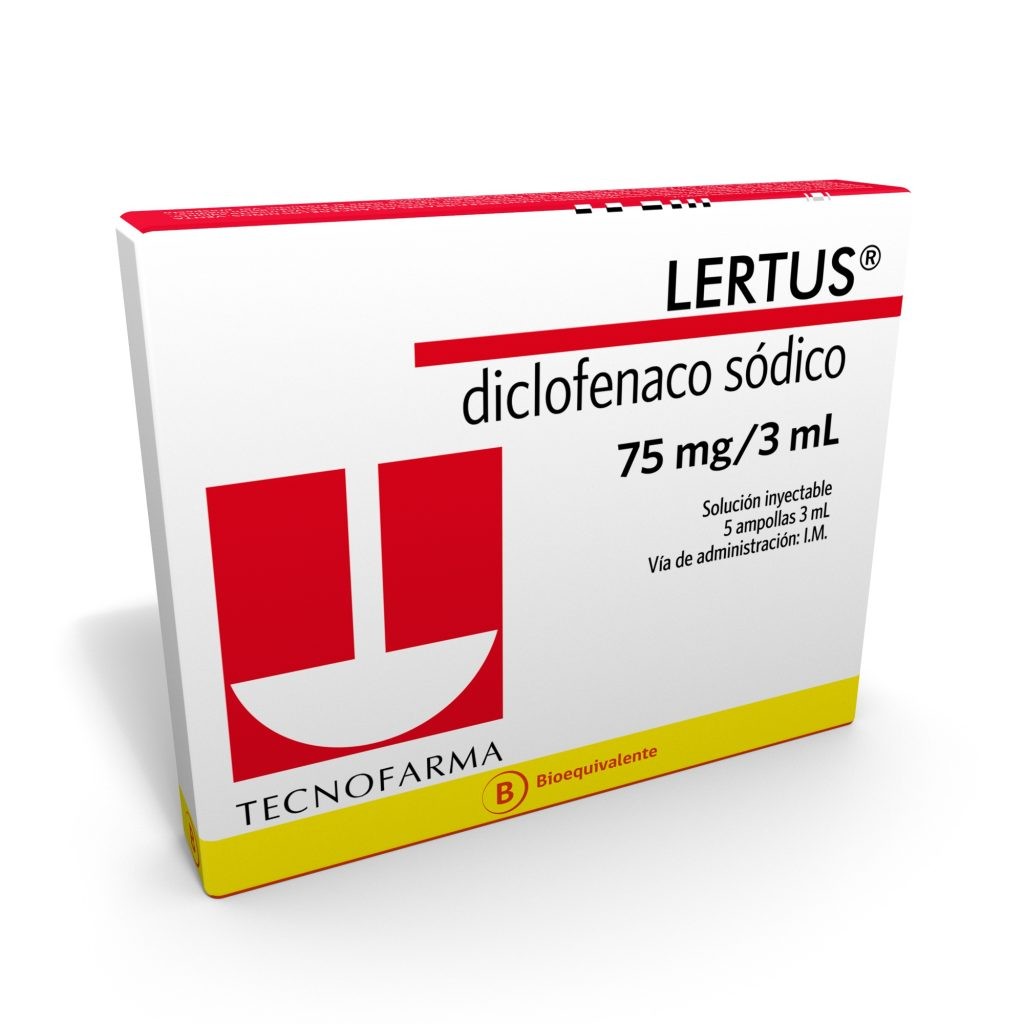 LERTUS®
diclofenaco sódico
75 mg/3 mL
Solución inyectable
5 ampollas 3 mL
Vía de administración: I.M.
TECNOFARMA
B Bioequivalente
B